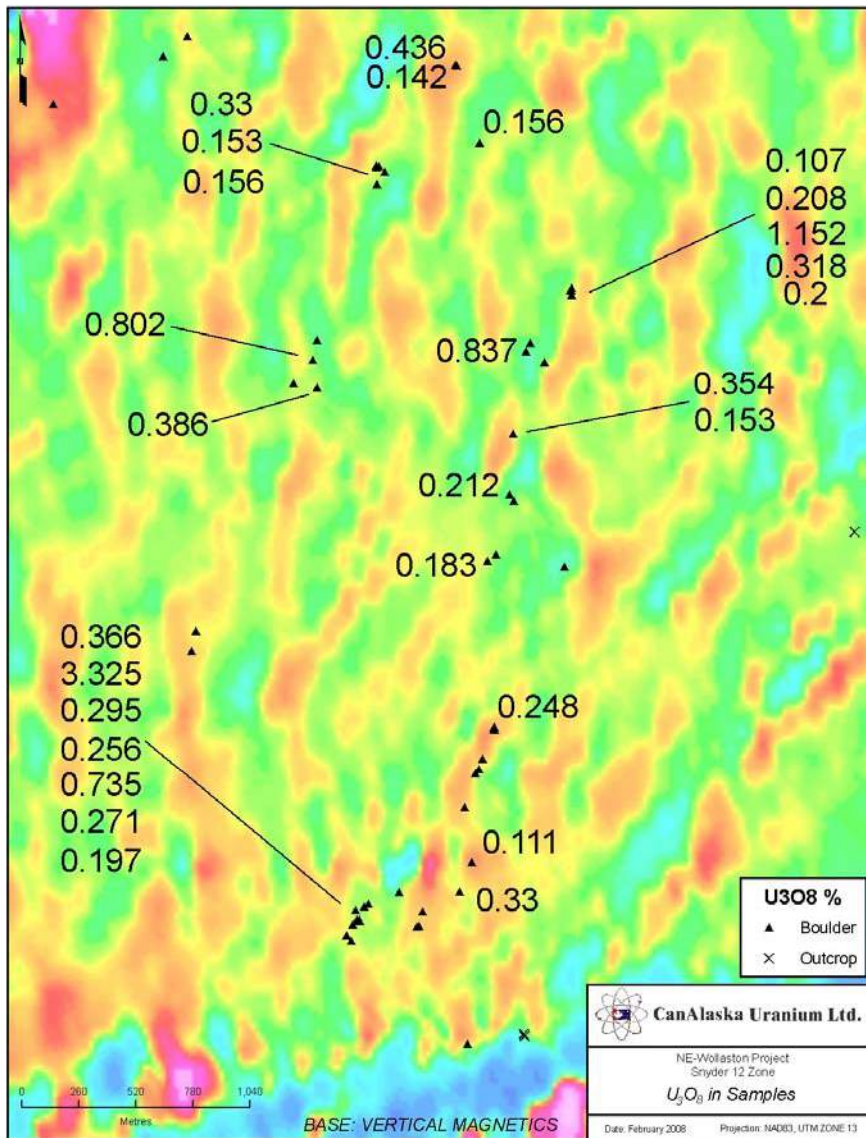 0.436
0.142
0.33
0.153
0.156
0.156
0.107
0.208
1.152
0.318
0.2
0.802
0.837
0.386
0.354
0.153
0.212
0.183
0.366
3.325
0.295
0.256
0.735
0.271
0.197
0.248
0.111
0.33
U3O8 %
Boulder
Outcrop
CanAlaska Uranium Ltd.
NE-Wollaston Project
Snyder 12 Zone
U₃O₈ in Samples
Date: February 2008 Projection: NAD83, UTM ZONE 13
0 260 520 780 1,040
Metres
BASE: VERTICAL MAGNETICS